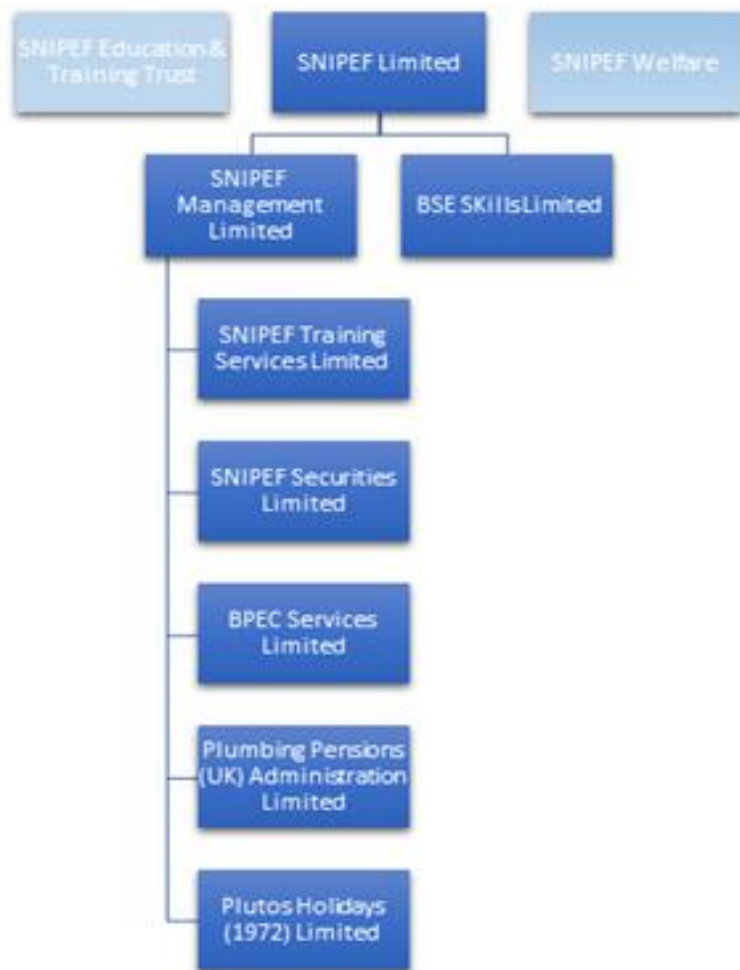 SNIPEF Education &
Training Trust
SNIPEF Limited
SNIPEF Welfare
SNIPEF
Management
Limited
BSE SKillsLimited
SNIPEF Training
Services Limited
SNIPEF Securities
Limited
BPEC Services
Limited
Plumbing Pensions
(UK) Administration
Limited
Plutos Holidays
(1972) Limited